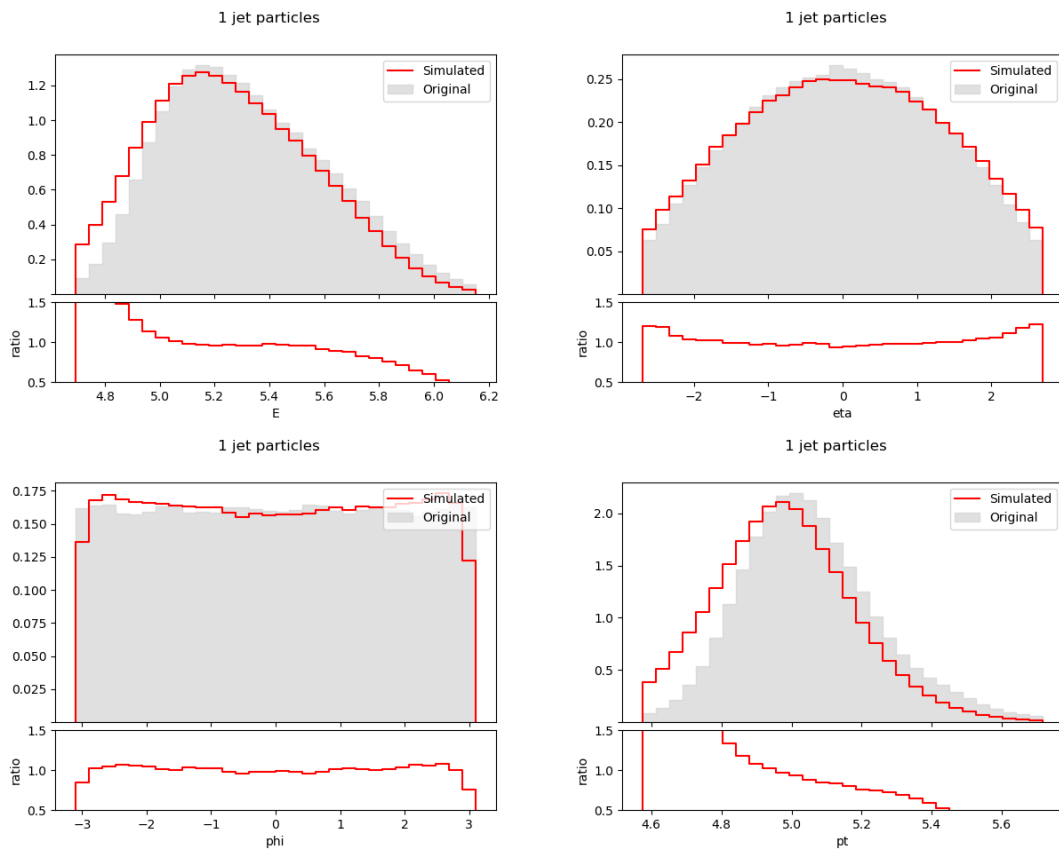 1 jet particles
1.2
1.0
0.8
0.6
0.4
0.2
0
Simulated
Original
1.5
1.0
0.5
ratio
4.8 5.0 5.2 5.4 5.6 5.8 6.0 6.2
E
1 jet particles
0.25
0.20
0.15
0.10
0.05
0
Simulated
Original
1.5
1.0
0.5
ratio
−2 −1 0 1 2
eta
1 jet particles
0.175
0.150
0.125
0.100
0.075
0.050
0.025
0
Simulated
Original
1.5
1.0
0.5
ratio
−3 −2 −1 0 1 2 3
phi
1 jet particles
2.0
1.5
1.0
0.5
0
Simulated
Original
1.5
1.0
0.5
ratio
4.6 4.8 5.0 5.2 5.4 5.6
pt